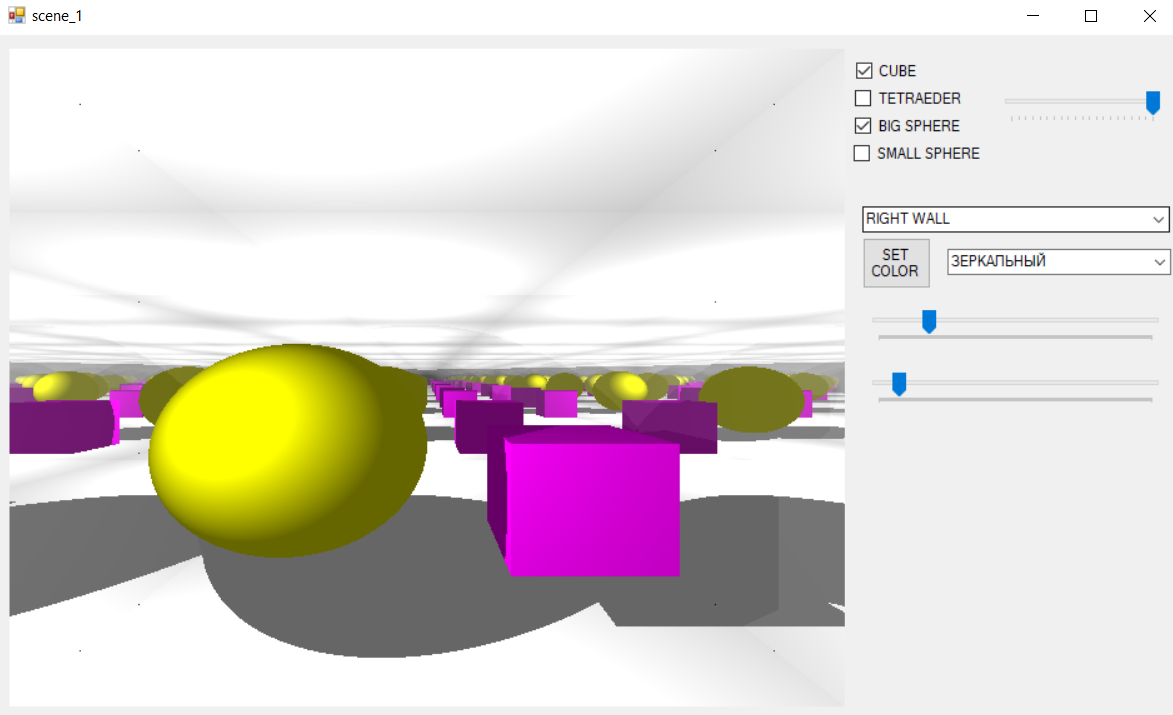 scene_1
CUBE
TETRAEDER
BIG SPHERE
SMALL SPHERE
RIGHT WALL
SET
COLOR
ЗЕРКАЛЬНЫЙ